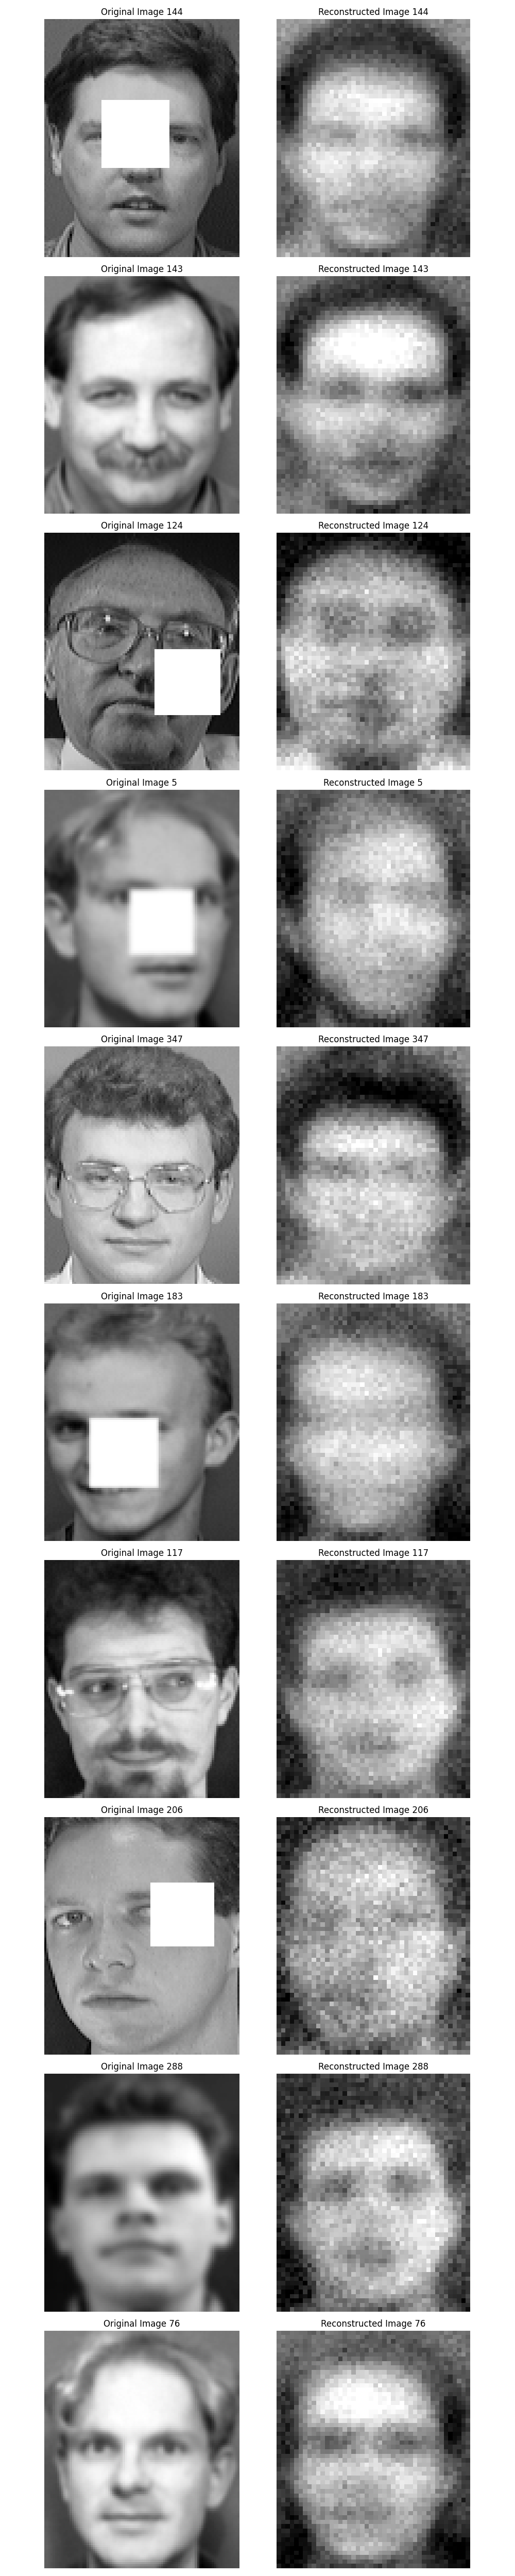 Original Image 144
Reconstructed Image 144
Original Image 143
Reconstructed Image 143
Original Image 124
Reconstructed Image 124
Original Image 5
Reconstructed Image 5
Original Image 347
Reconstructed Image 347
Original Image 183
Reconstructed Image 183
Original Image 117
Reconstructed Image 117
Original Image 206
Reconstructed Image 206
Original Image 288
Reconstructed Image 288
Original Image 76
Reconstructed Image 76